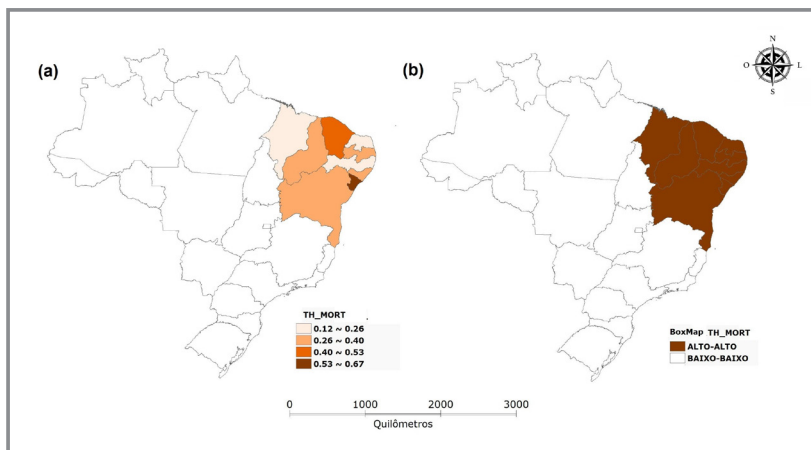 (a)
(b)
N
O L
S
TH_MORT
0.12 ~ 0.26
0.26 ~ 0.40
0.40 ~ 0.53
0.53 ~ 0.67
BoxMap TH_MORT
ALTO-ALTO
BAIXO-BAIXO
0 1000 2000 3000
Quilômetros